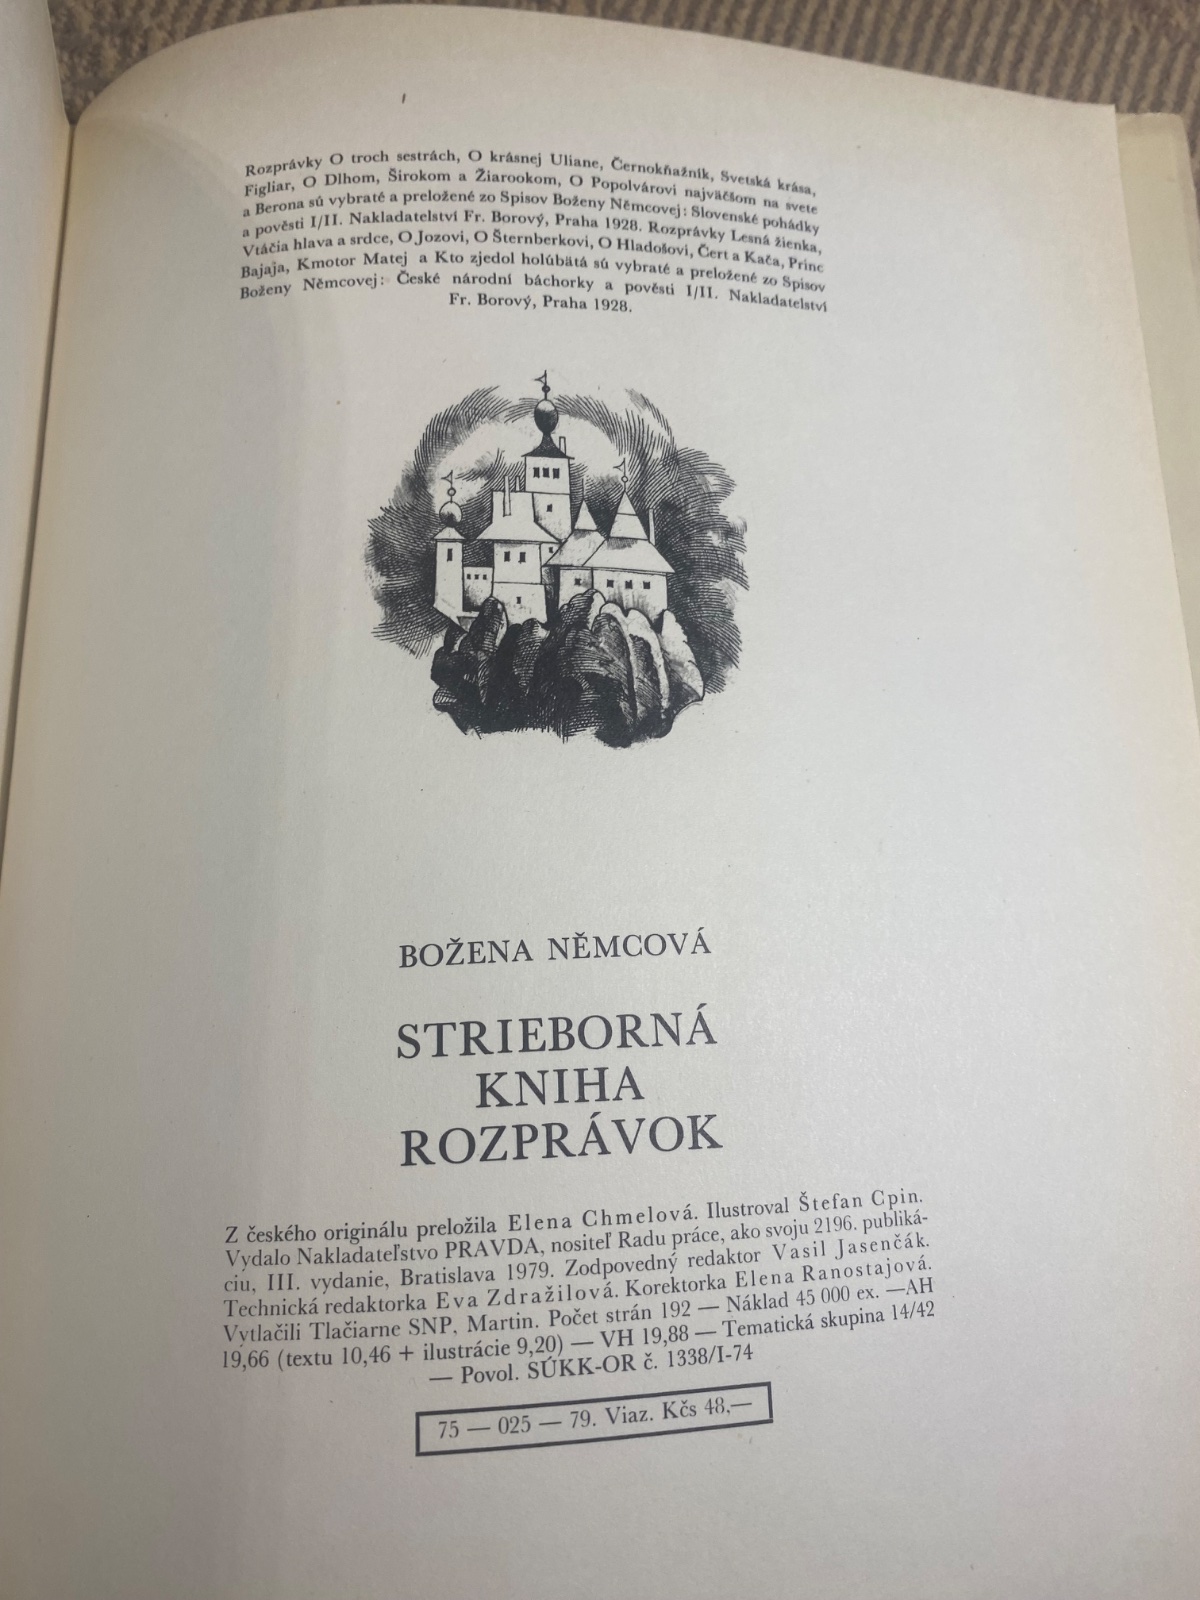 Rozprávky O troch sestrách, O krásnej Uliane, Černokňažník, Svetská krása,
Figliar, O Dlhom, Širokom a Žiarookom, O Popolvárovi najväčšom na svete
a Berona sú vybraté a preložené zo Spisov Boženy Němcovej: Slovenské pohádky
a pověsti I/II. Nakladatelství Fr. Borový, Praha 1928. Rozprávky Lesná žienka,
Vtáčia hlava a srdce, O Jozovi, O Šternberkovi, O Hladošovi, Čert a Kača, Princ
Bajaja, Kmotor Matej a Kto zjedol holúbätá sú vybraté a preložené zo Spisov
Boženy Němcovej: České národní báchorky a pověsti I/II. Nakladatelství
Fr. Borový, Praha 1928.
BOŽENA NĚMCOVÁ
STRIEBORNÁ
KNIHA
ROZPRÁVOK
Z českého originálu preložila Elena Chmelová. Ilustroval Štefan Cpin.
Vydalo Nakladateľstvo PRAVDA, nositeľ Radu práce, ako svoju 2196. publiká-
ciu, III. vydanie, Bratislava 1979. Zodpovedný redaktor Vasil Jasenčák.
Technická redaktorka Eva Zdražilová. Korektorka Elena Ranostajová.
Vytlačili Tlačiarne SNP, Martin. Počet strán 192 — Náklad 45 000 ex. —AH
19,66 (textu 10,46 + ilustrácie 9,20) — VH 19,88 — Tematická skupina 14/42
— Povol. SÚKK-OR č. 1338/I-74
75 — 025 — 79. Viaz. Kčs 48,—